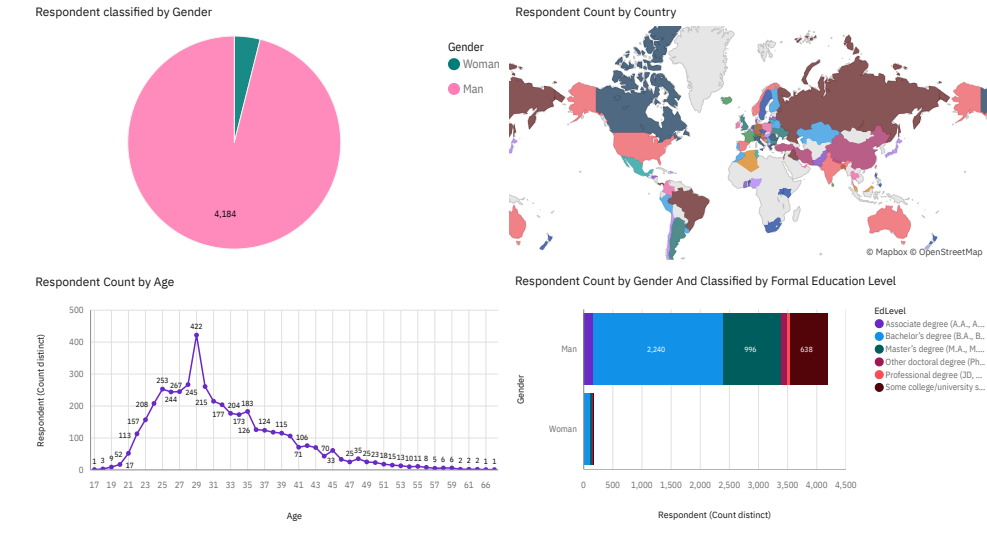 Respondent classified by Gender
Gender
Woman
Man
4,184
Respondent Count by Country
© Mapbox © OpenStreetMap
Respondent Count by Age
Respondent (Count distinct)
500
400
300
200
100
0
1 3 9 52 17 113 157 208 253 244 267 245 422 215 177 204 173 183 126 124 115 71 106 70 33 25 35 25 23 18 15 13 10 11 8 5 6 6 2 2 2 1 1
17 19 21 23 25 27 29 31 33 35 37 39 41 43 45 47 49 51 53 55 57 59 61 66
Age
Respondent Count by Gender And Classified by Formal Education Level
Gender
Man
2,240
996
638
Woman
0 500 1,000 1,500 2,000 2,500 3,000 3,500 4,000 4,500
Respondent (Count distinct)
EdLevel
Associate degree (A.A., A...
Bachelor's degree (B.A., B...
Master's degree (M.A., M....
Other doctoral degree (Ph...
Professional degree (JD, ...
Some college/university s...